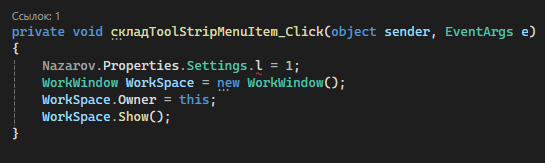 Ссылок: 1
private void складToolStripMenuItem_Click(object sender, EventArgs e)
{
Nazarov.Properties.Settings.l = 1;
WorkWindow WorkSpace = new WorkWindow();
WorkSpace.Owner = this;
WorkSpace.Show();
}